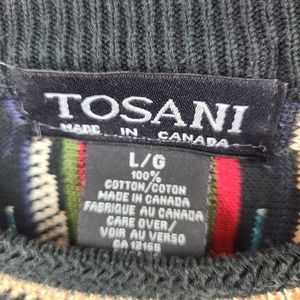 TOSANI
MADE IN CANADA
L/G
100%
COTTON/COTON
MADE IN CANADA
FABRIQUE AU CANADA
CARE OVER/
VOIR AU VERSO
CA 12166